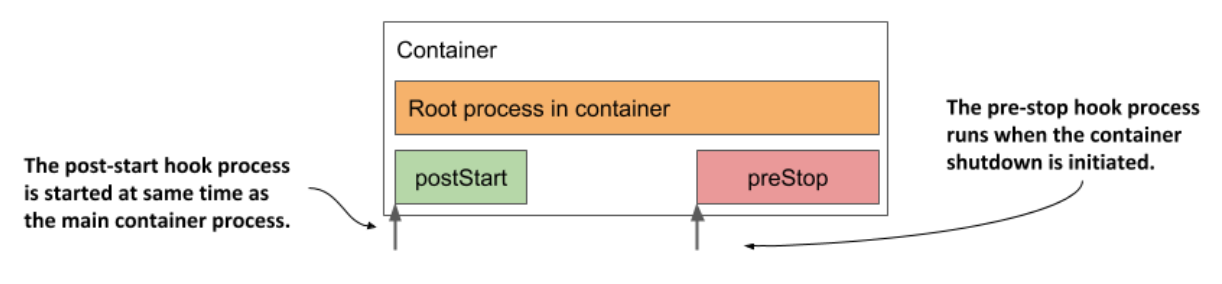 Container
Root process in container
postStart
preStop
The post-start hook process
is started at same time as
the main container process.
The pre-stop hook process
runs when the container
shutdown is initiated.